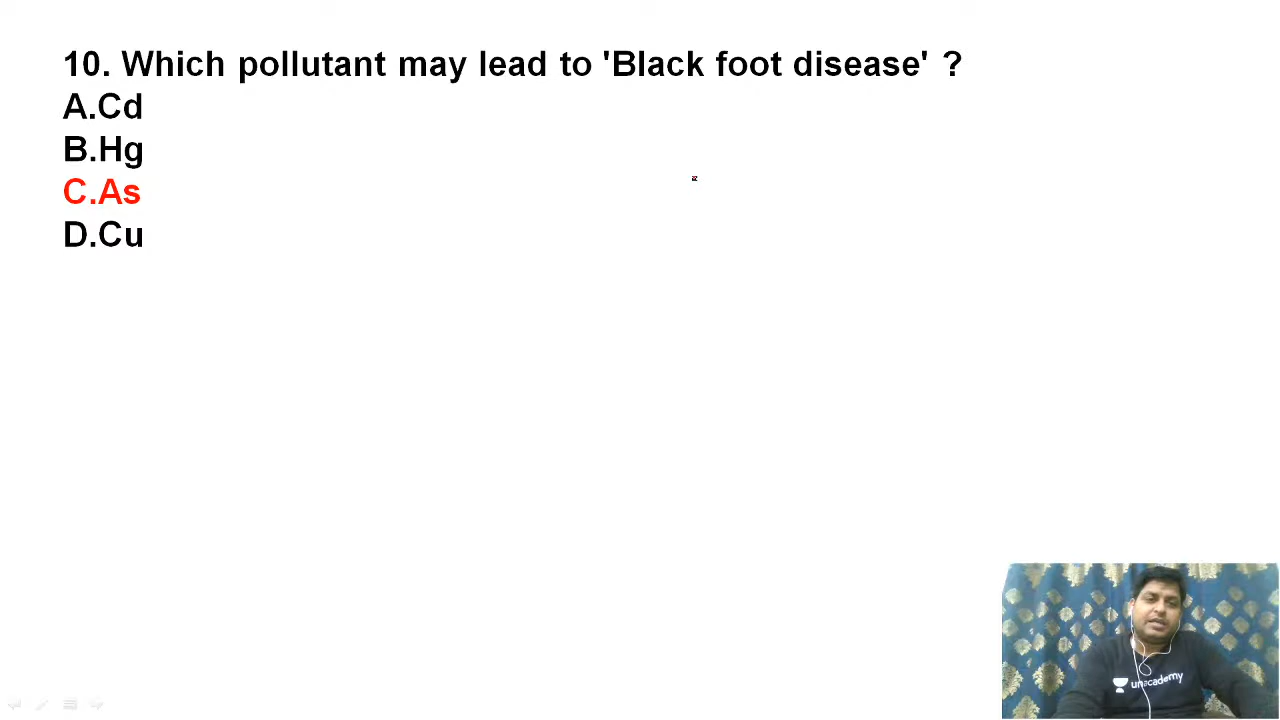 10. Which pollutant may lead to 'Black foot disease' ?
A.Cd
B.Hg
C.As
D.Cu
unacademy